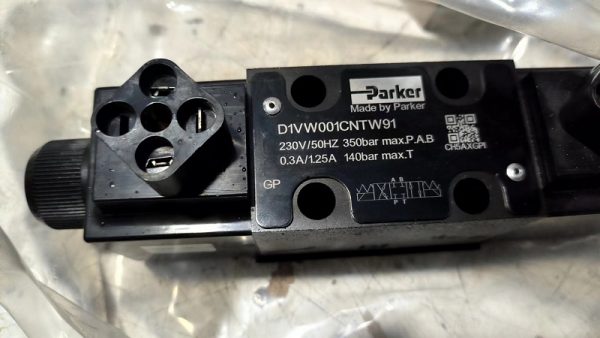 Parker
Made by Parker
D1VW001CNTW91
230V/50HZ 350bar max.P.A.B
0.3A/1.25A 140bar max.T
CH5AXGPI
GP
A B
P T